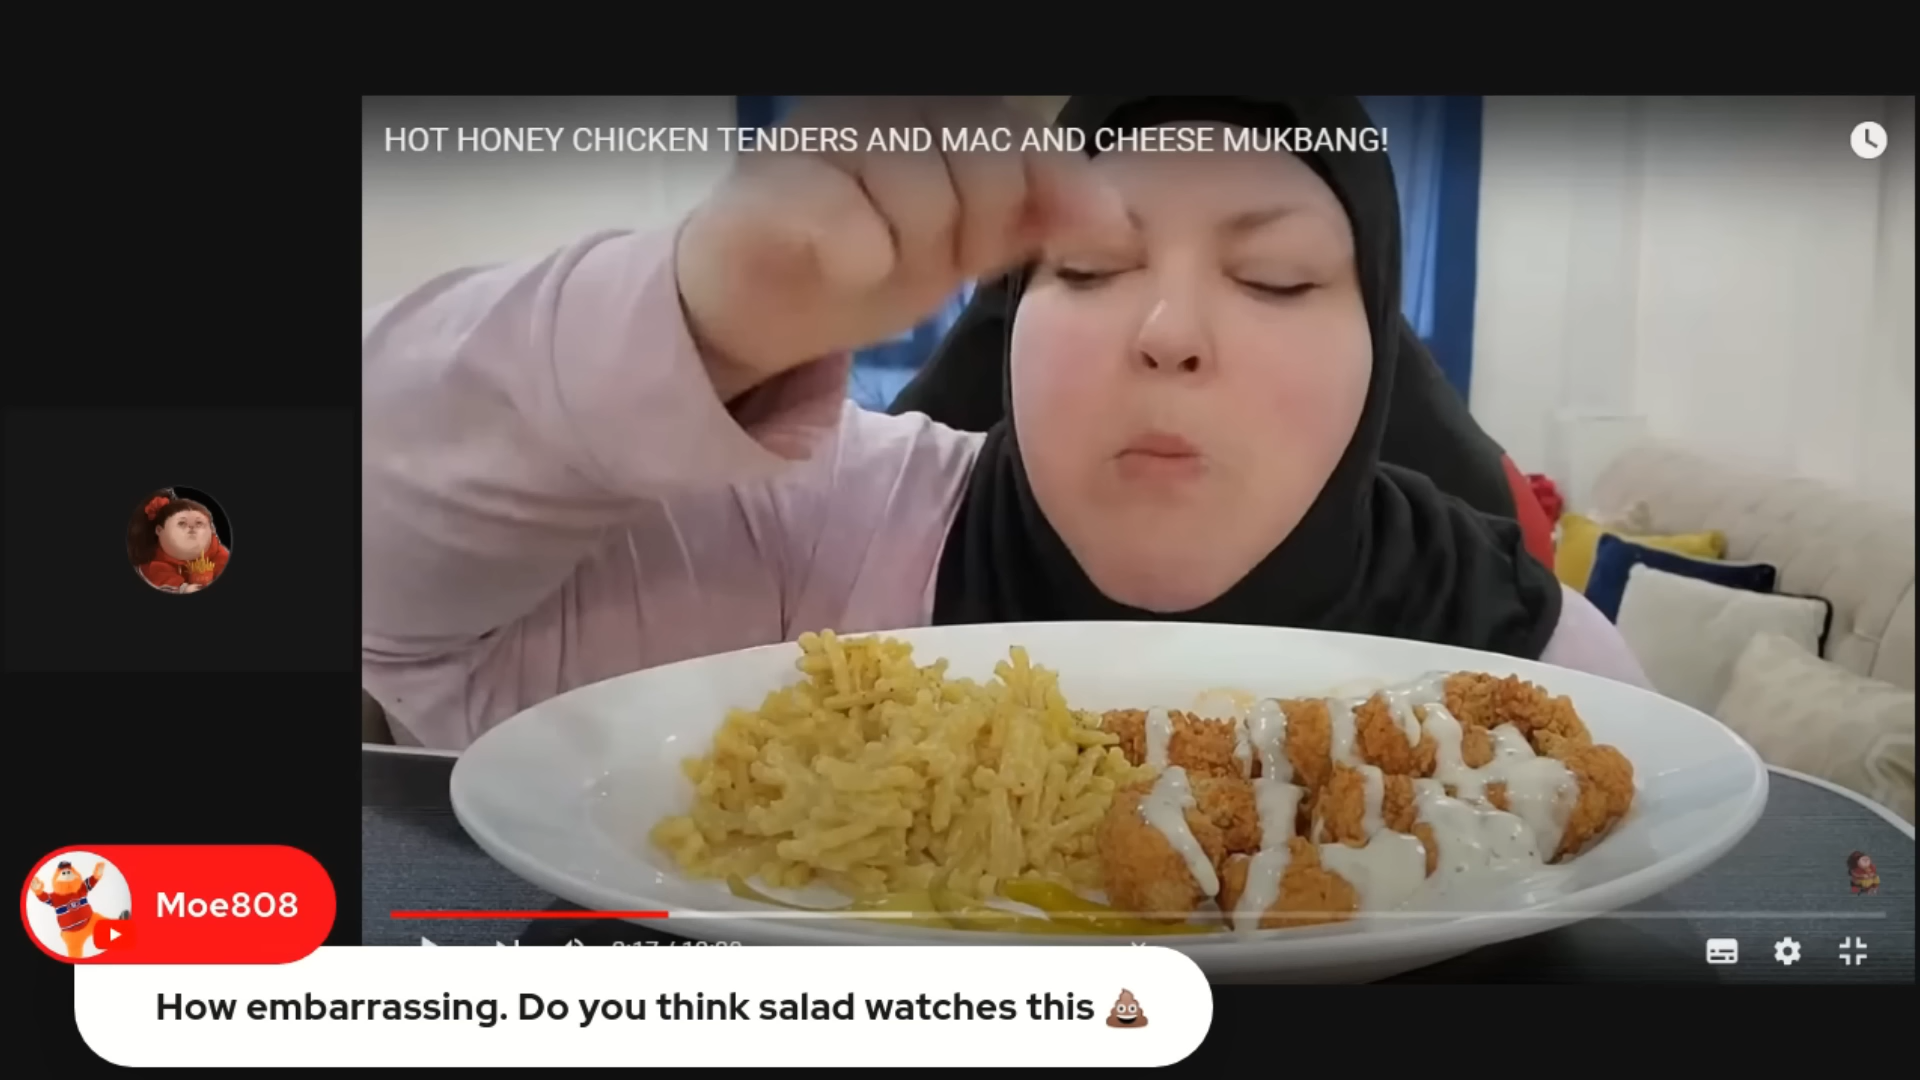 HOT HONEY CHICKEN TENDERS AND MAC AND CHEESE MUKBANG!
Moe808
How embarrassing. Do you think salad watches this 💩